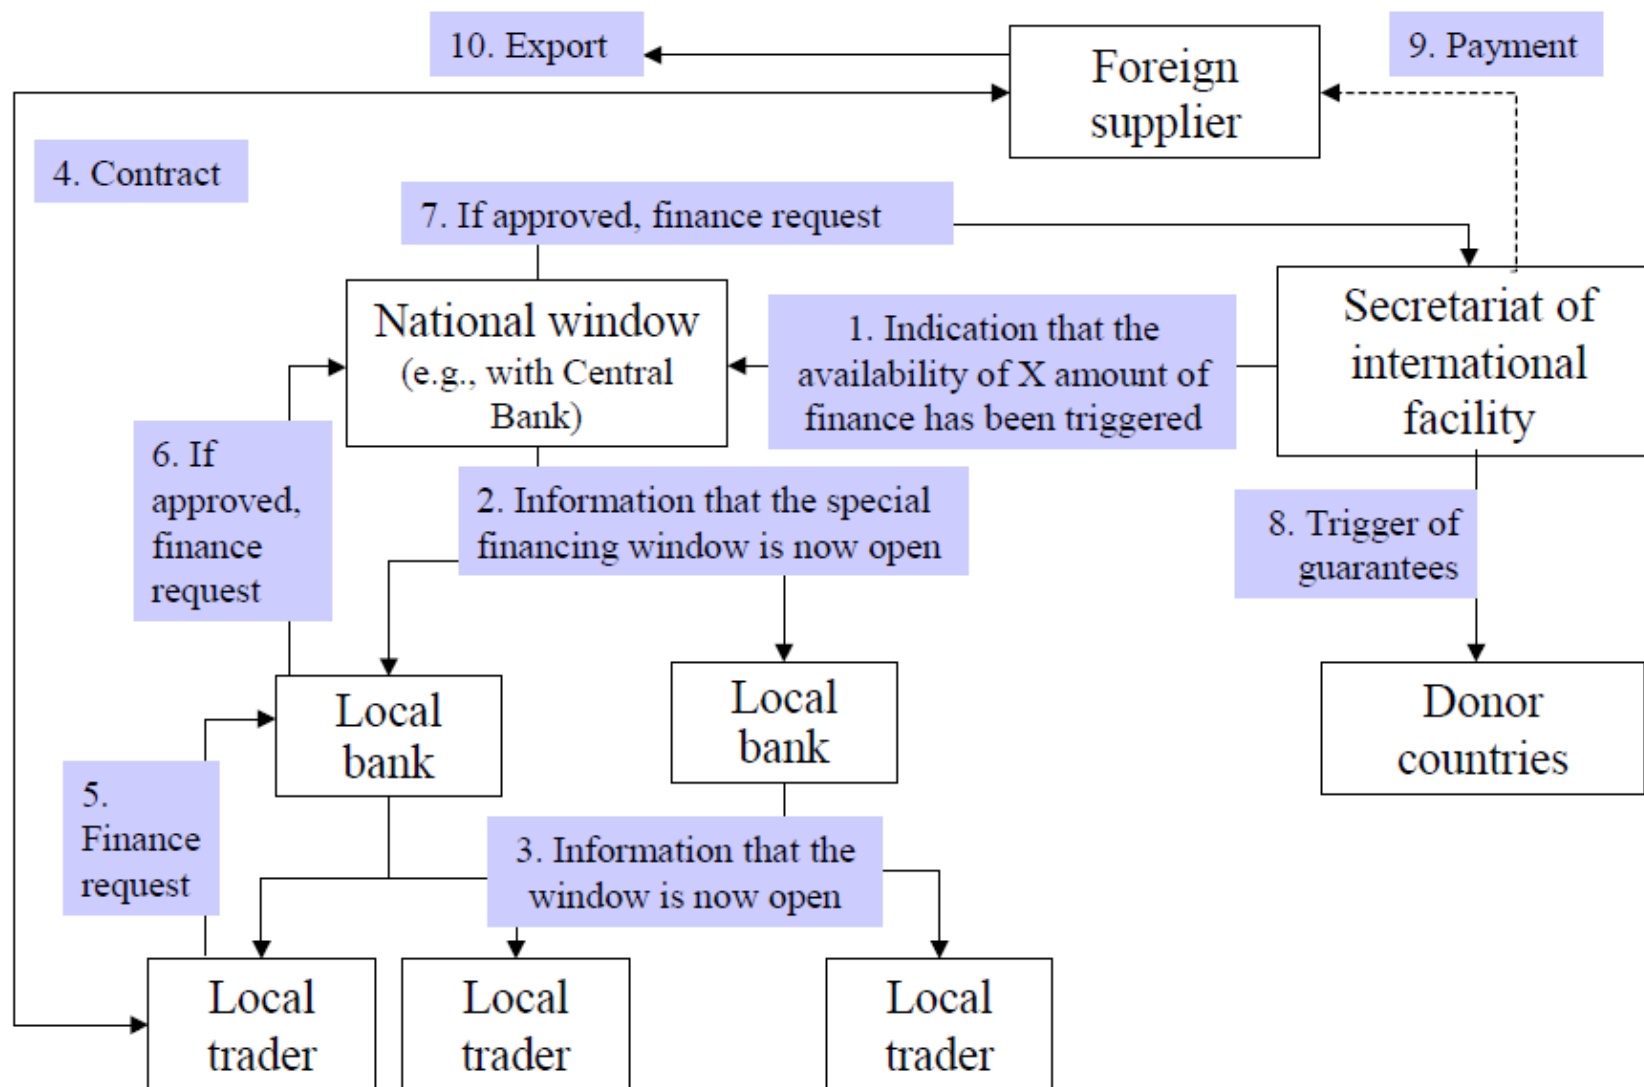 10. Export
Foreign
supplier
9. Payment
4. Contract
7. If approved, finance request
National window
(e.g., with Central
Bank)
1. Indication that the
availability of X amount of
finance has been triggered
Secretariat of
international
facility
6. If
approved,
finance
request
2. Information that the special
financing window is now open
8. Trigger of
guarantees
Local
bank
Local
bank
Donor
countries
5.
Finance
request
3. Information that the
window is now open
Local
trader
Local
trader
Local
trader